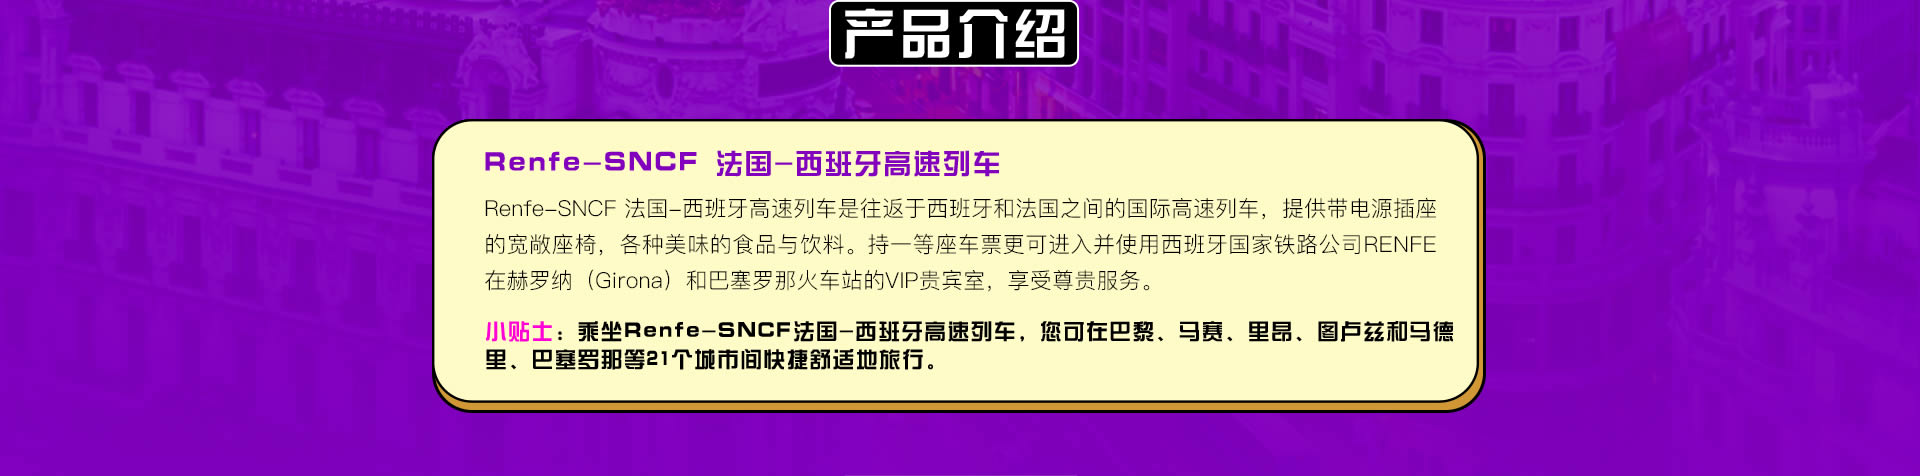 产品介绍
Renfe-SNCF 法国-西班牙高速列车
Renfe-SNCF 法国-西班牙高速列车是往返于西班牙和法国之间的国际高速列车，提供带电源插座
的宽敞座椅，各种美味的食品与饮料。持一等座车票更可进入并使用西班牙国家铁路公司RENFE
在赫罗纳（Girona）和巴塞罗那火车站的VIP贵宾室，享受尊贵服务。
小贴士：乘坐Renfe-SNCF法国-西班牙高速列车，您可在巴黎、马赛、里昂、图卢兹和马德
里、巴塞罗那等21个城市间快捷舒适地旅行。